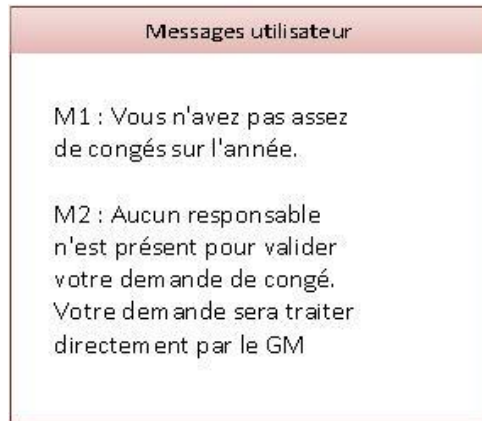 Messages utilisateur
M1 : Vous n'avez pas assez
de congés sur l'année.
M2 : Aucun responsable
n'est présent pour valider
votre demande de congé.
Votre demande sera traiter
directement par le GM